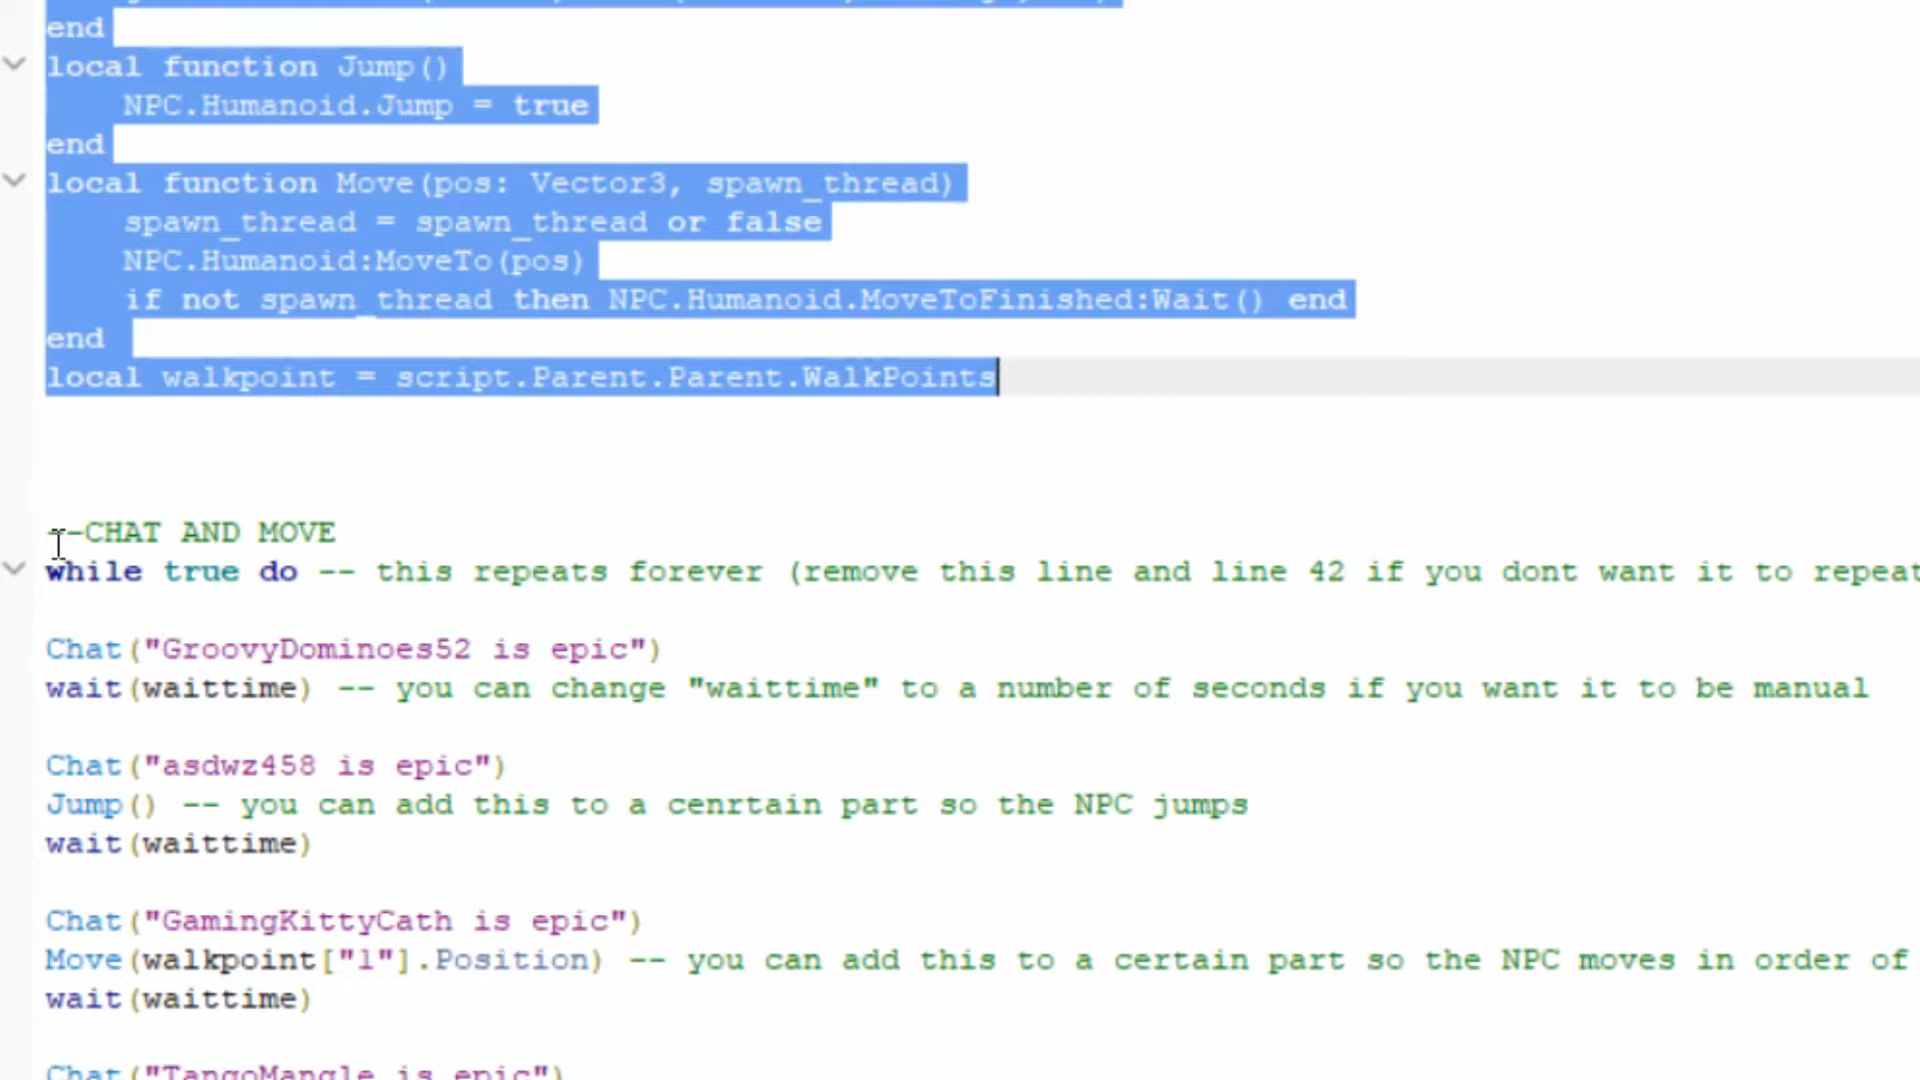 end
local function Jump()
NPC.Humanoid.Jump = true
end
local function Move(pos: Vector3, spawn_thread)
spawn_thread = spawn_thread or false
NPC.Humanoid:MoveTo(pos)
if not spawn_thread then NPC.Humanoid.MoveToFinished:Wait() end
end
local walkpoint = script.Parent.Parent.WalkPoints
--CHAT AND MOVE
while true do -- this repeats forever (remove this line and line 42 if you dont want it to repeat
Chat("GroovyDominoes52 is epic")
wait(waittime) -- you can change "waittime" to a number of seconds if you want it to be manual
Chat("asdwz458 is epic")
Jump() -- you can add this to a cenrtain part so the NPC jumps
wait(waittime)
Chat("GamingKittyCath is epic")
Move(walkpoint["1"].Position) -- you can add this to a certain part so the NPC moves in order of
wait(waittime)
Chat("TangoMangle is epic")